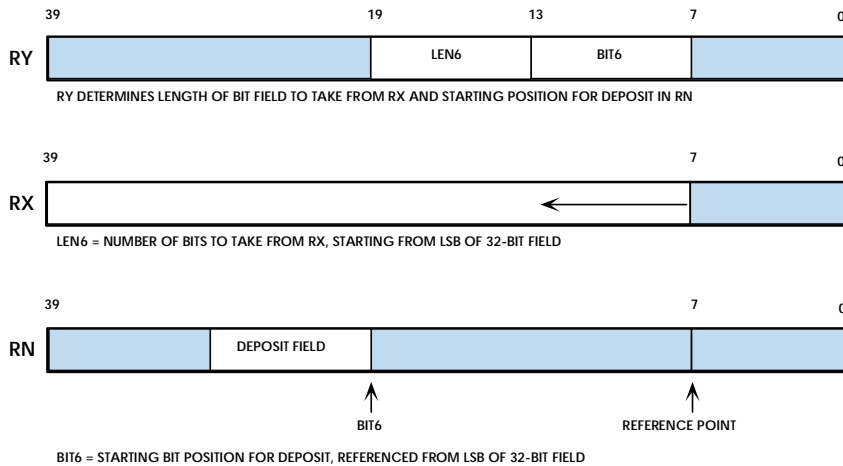 39 19 13 7 0
RY LEN6 BIT6
RY DETERMINES LENGTH OF BIT FIELD TO TAKE FROM RX AND STARTING POSITION FOR DEPOSIT IN RN
39 7 0
RX
LEN6 = NUMBER OF BITS TO TAKE FROM RX, STARTING FROM LSB OF 32-BIT FIELD
39 7 0
RN DEPOSIT FIELD
BIT6 REFERENCE POINT
BIT6 = STARTING BIT POSITION FOR DEPOSIT, REFERENCED FROM LSB OF 32-BIT FIELD